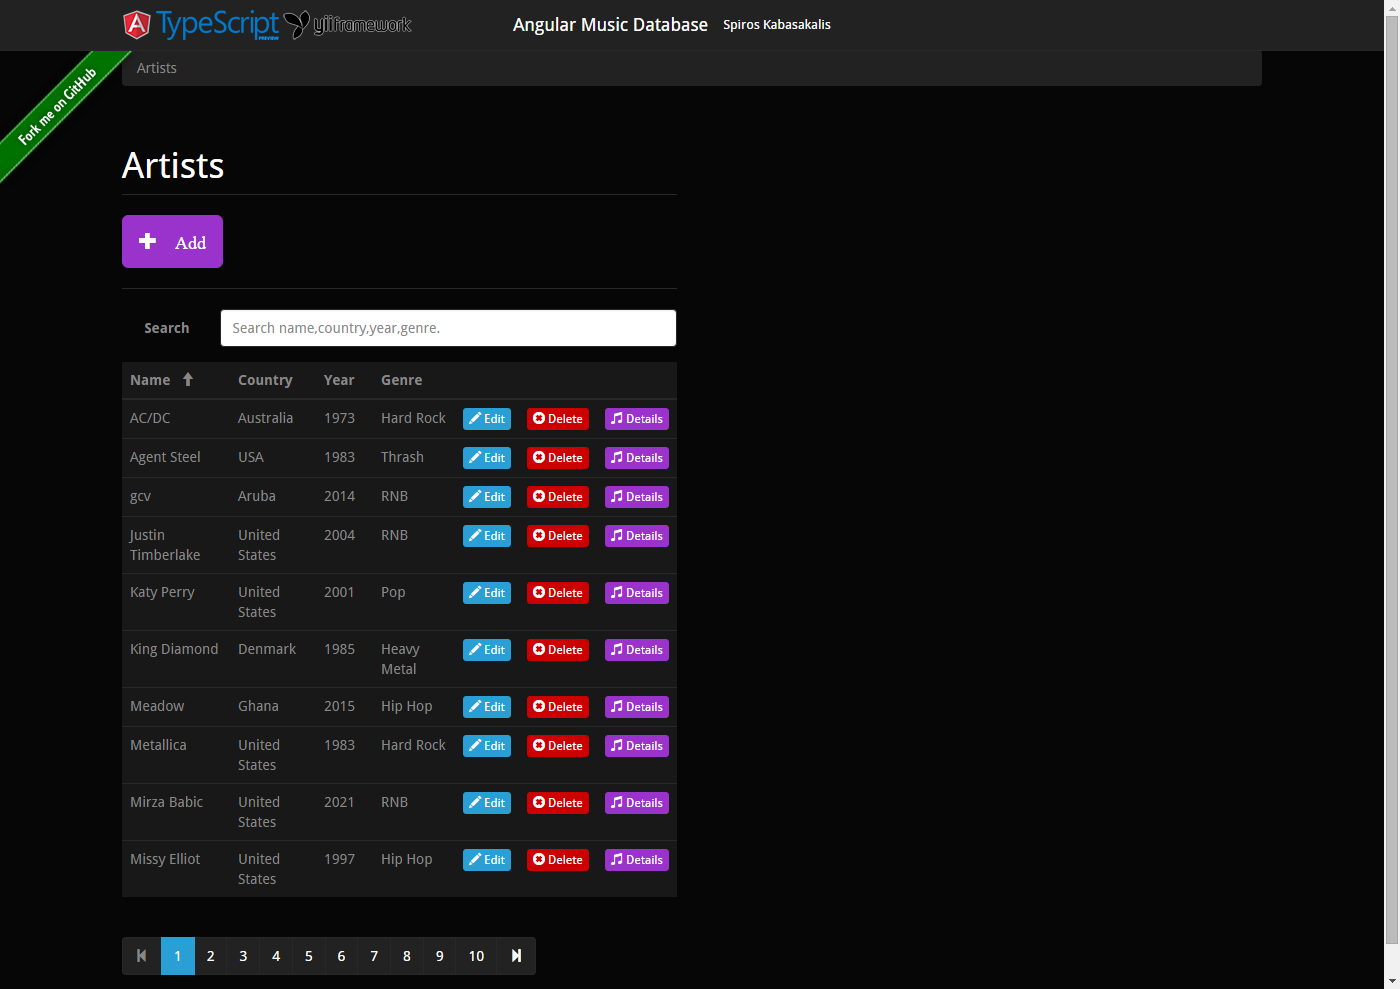 TypeScript PREVIEW yiiframework Angular Music Database Spiros Kabasakalis
Artists
Fork me on GitHub
Artists
Add
Search Search name,country,year,genre.
Name Country Year Genre
AC/DC Australia 1973 Hard Rock Edit Delete Details
Agent Steel USA 1983 Thrash Edit Delete Details
gcv Aruba 2014 RNB Edit Delete Details
Justin United 2004 RNB Edit Delete Details
Timberlake States
Katy Perry United 2001 Pop Edit Delete Details
States
King Diamond Denmark 1985 Heavy Edit Delete Details
Metal
Meadow Ghana 2015 Hip Hop Edit Delete Details
Metallica United 1983 Hard Rock Edit Delete Details
States
Mirza Babic United 2021 RNB Edit Delete Details
States
Missy Elliot United 1997 Hip Hop Edit Delete Details
States
1 2 3 4 5 6 7 8 9 10